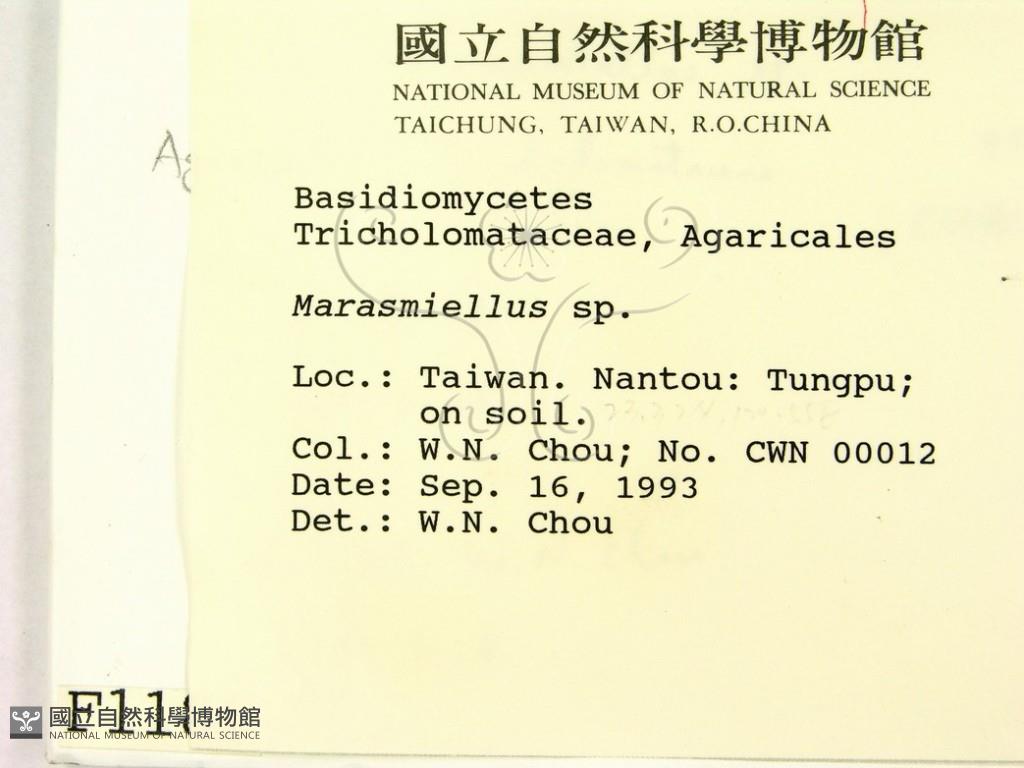 國立自然科學博物館
NATIONAL MUSEUM OF NATURAL SCIENCE
TAICHUNG, TAIWAN, R.O.CHINA
Basidiomycetes
Tricholomataceae, Agaricales
Marasmiellus sp.
Loc.: Taiwan. Nantou: Tungpu;
on soil.
Col.: W.N. Chou; No. CWN 00012
Date: Sep. 16, 1993
Det.: W.N. Chou
F118
國立自然科學博物館
NATIONAL MUSEUM OF NATURAL SCIENCE